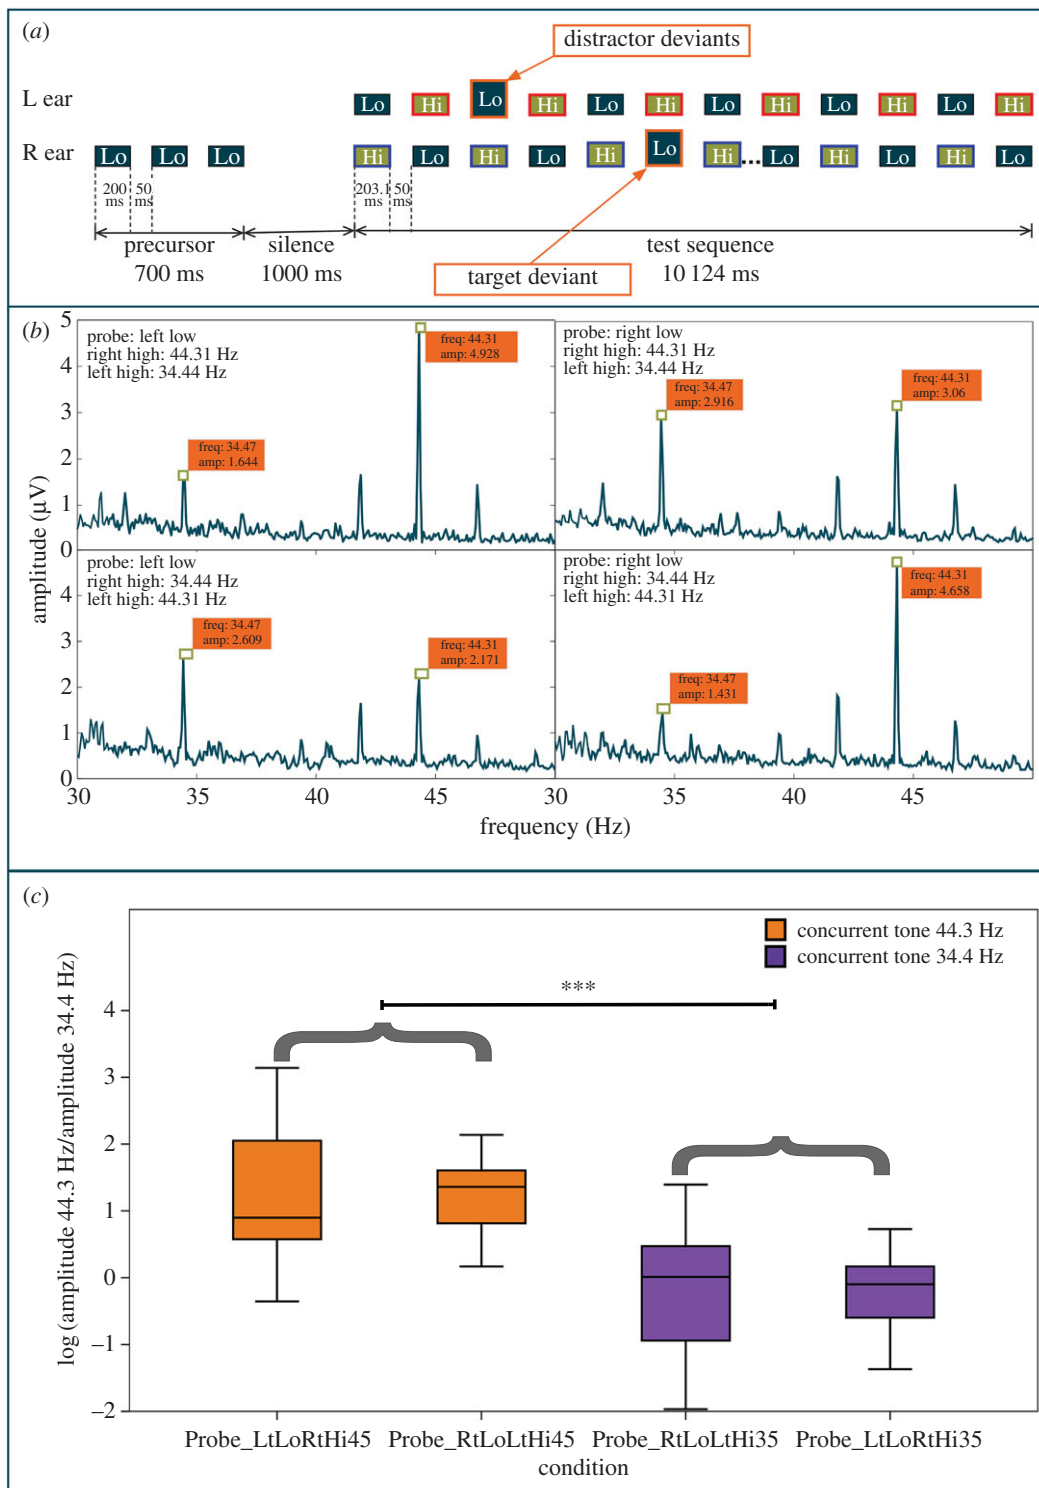 (a)
distractor deviants
L ear
Lo Hi Lo Hi Lo Hi Lo Hi Lo Hi Lo Hi
R ear
Lo Lo Lo Hi Lo Hi Lo Hi Lo Hi ... Lo Hi Lo Hi Lo
200 ms
50 ms
203.1 ms
50 ms
precursor
700 ms
silence
1000 ms
test sequence
10 124 ms
target deviant
(b)
amplitude (µV)
5
4
3
2
1
0
probe: left low
right high: 44.31 Hz
left high: 34.44 Hz
freq: 34.47
amp: 1.644
freq: 44.31
amp: 4.928
probe: right low
right high: 44.31 Hz
left high: 34.44 Hz
freq: 34.47
amp: 2.916
freq: 44.31
amp: 3.06
4
3
2
1
0
probe: left low
right high: 34.44 Hz
left high: 44.31 Hz
freq: 34.47
amp: 2.609
freq: 44.31
amp: 2.171
probe: right low
right high: 34.44 Hz
left high: 44.31 Hz
freq: 34.47
amp: 1.431
freq: 44.31
amp: 4.658
30 35 40 45 30 35 40 45
frequency (Hz)
(c)
concurrent tone 44.3 Hz
concurrent tone 34.4 Hz
***
log (amplitude 44.3 Hz/amplitude 34.4 Hz)
4
3
2
1
0
–1
–2
Probe_LtLoRtHi45 Probe_RtLoLtHi45 Probe_RtLoLtHi35 Probe_LtLoRtHi35
condition